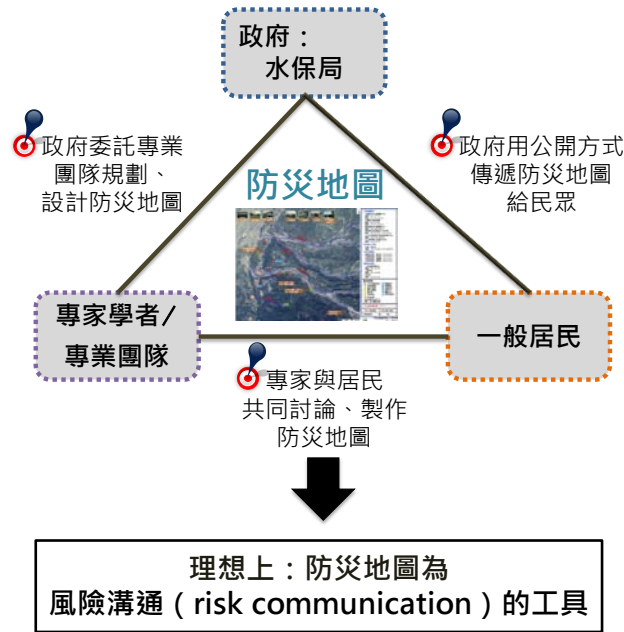 政府：
水保局
政府委託專業
團隊規劃、
設計防災地圖
政府用公開方式
傳遞防災地圖
給民眾
防災地圖
專家學者/
專業團隊
一般居民
專家與居民
共同討論、製作
防災地圖
理想上：防災地圖為
風險溝通（risk communication）的工具